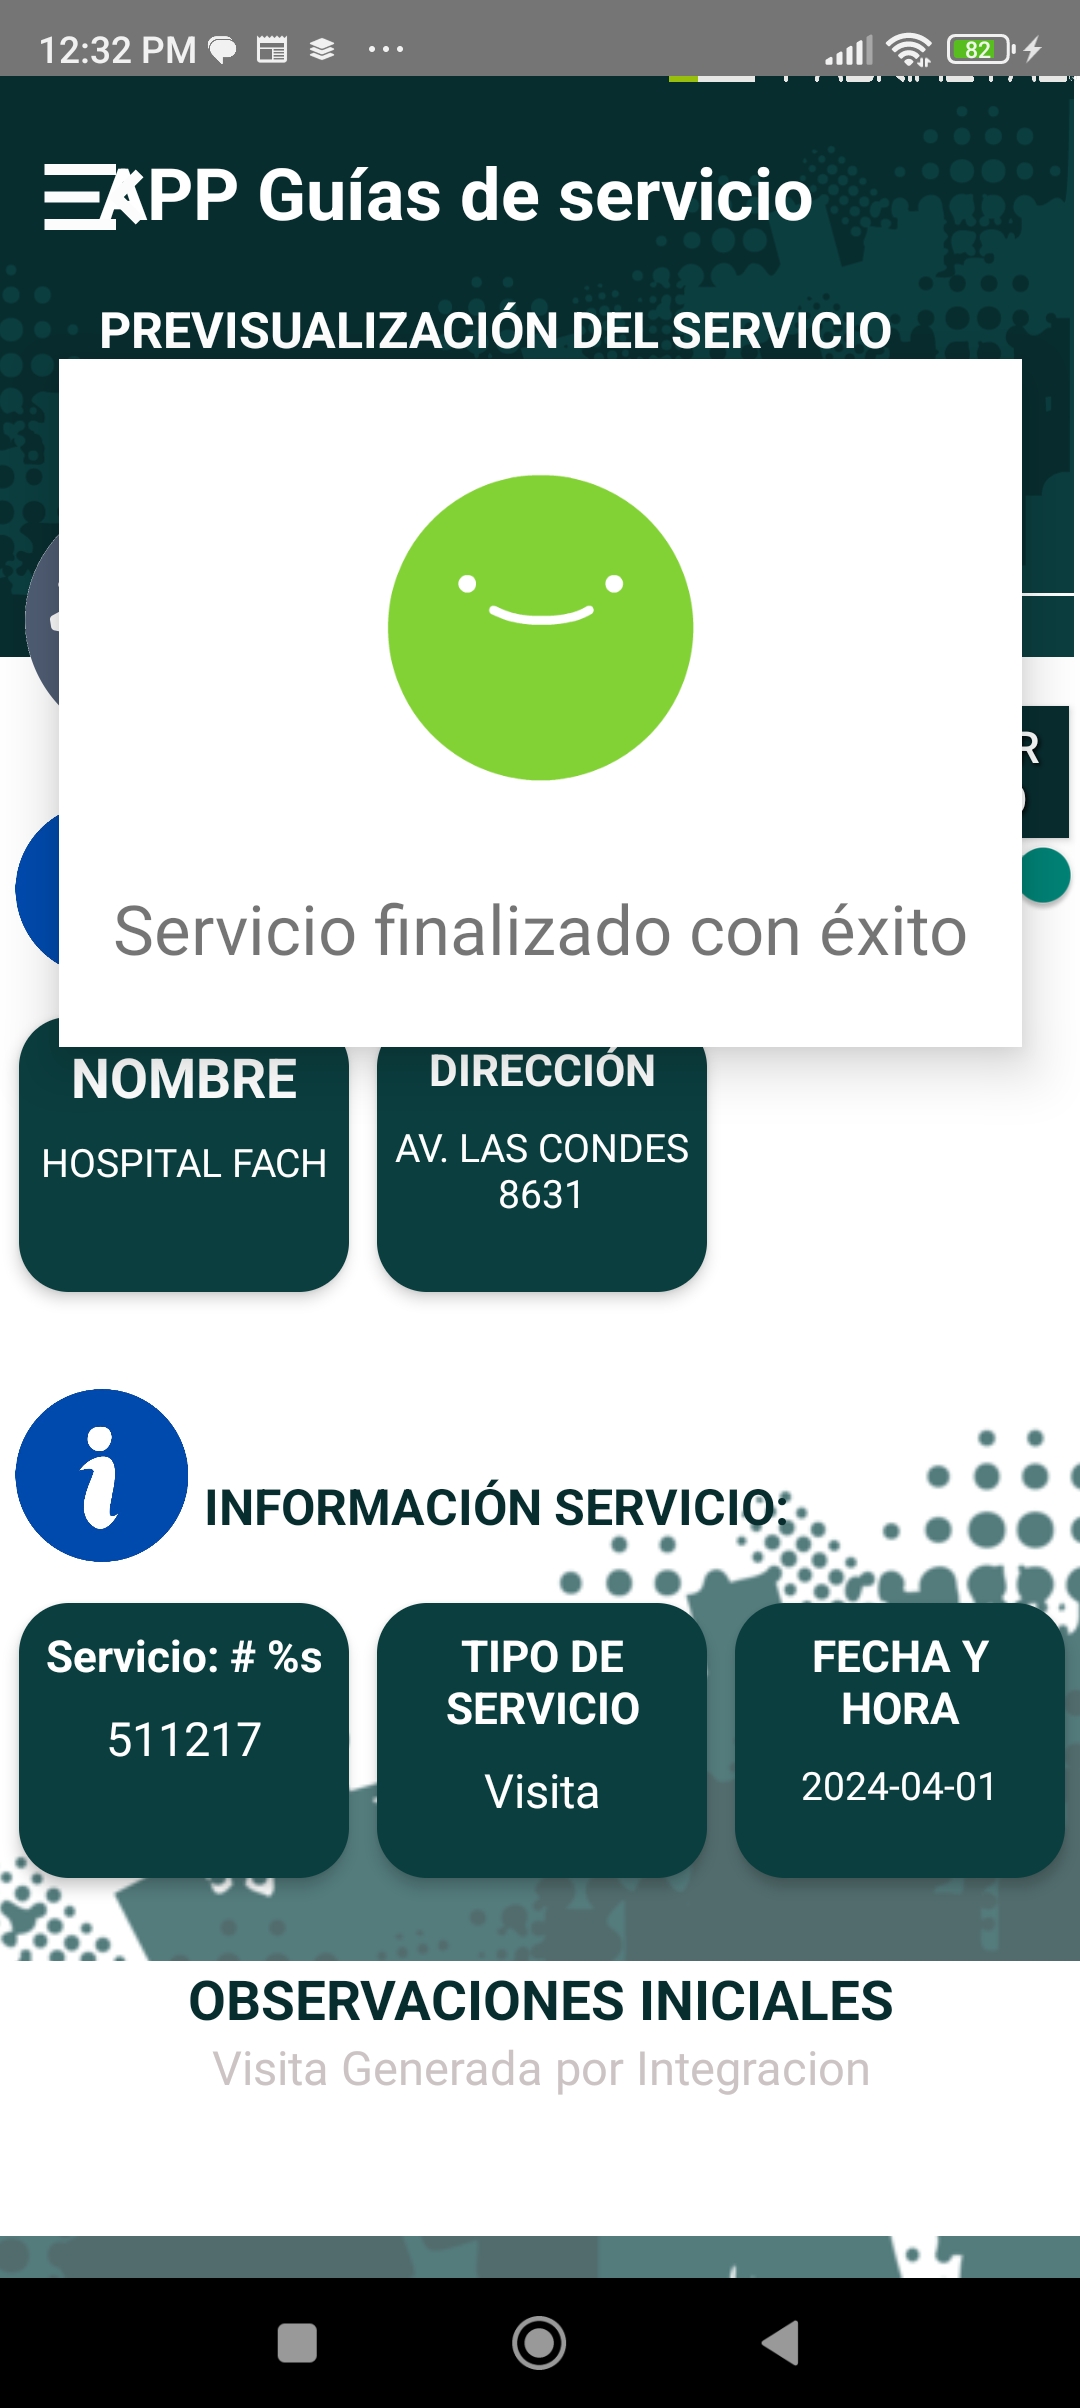 12:32 PM
82
APP Guías de servicio
PREVISUALIZACIÓN DEL SERVICIO
R
Servicio finalizado con éxito
NOMBRE
HOSPITAL FACH
DIRECCIÓN
AV. LAS CONDES
8631
INFORMACIÓN SERVICIO:
Servicio: # %s
511217
TIPO DE
SERVICIO
Visita
FECHA Y
HORA
2024-04-01
OBSERVACIONES INICIALES
Visita Generada por Integracion